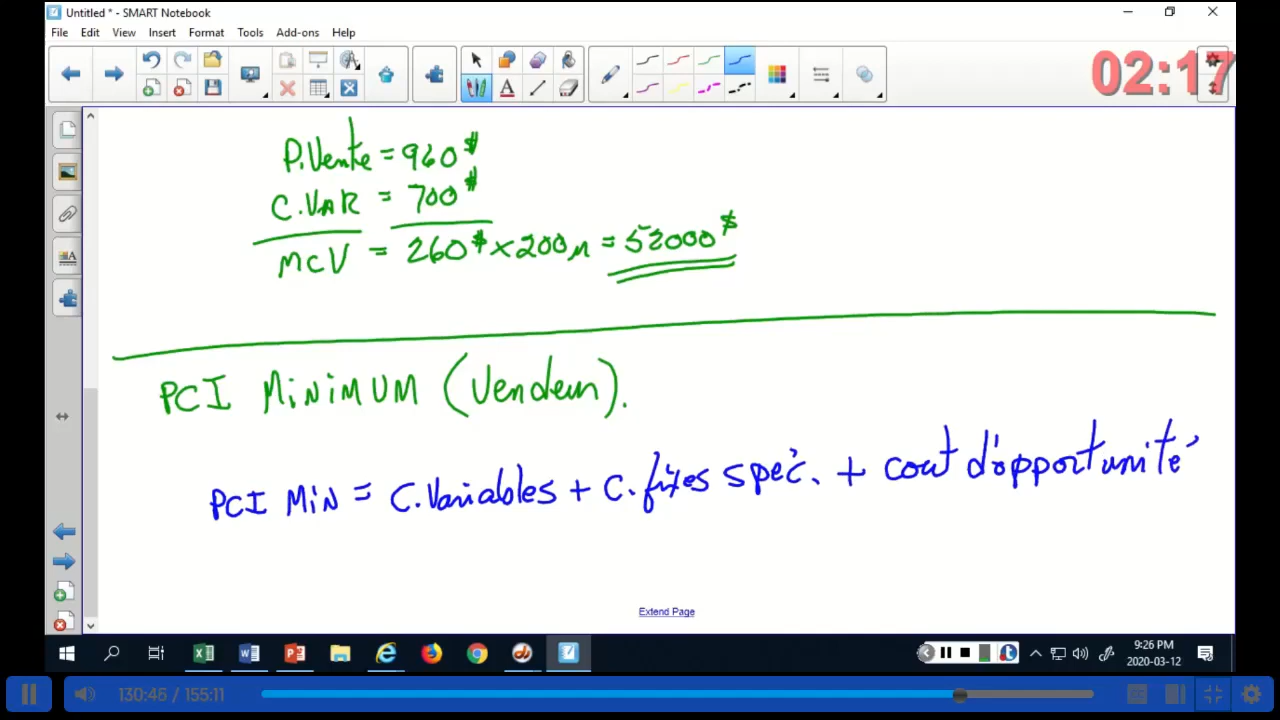 Untitled * - SMART Notebook
File Edit View Insert Format Tools Add-ons Help
02:17
P.Vente = 960$
C.VAR = 700$
MCV = 260$ x 200u = 52000$
PCI MiNiMUM (Vendeur).
PCI MiN = C.Variables + C.fixes spéc. + cout d'opportunité
Extend Page
9:26 PM
2020-03-12
130:46 / 155:11